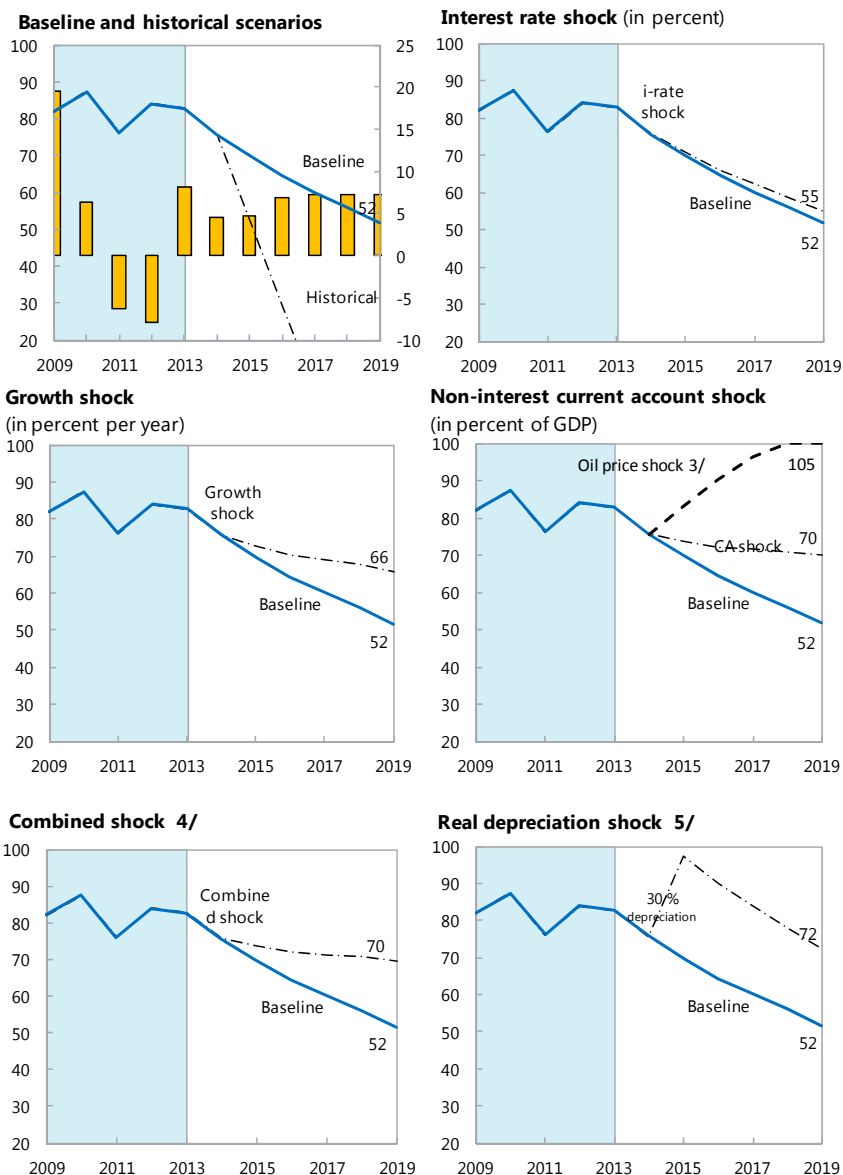 Baseline and historical scenarios
100
90
80
70
60
50
40
30
20
25
20
15
10
5
0
-5
-10
Baseline
52
Historical
2009 2011 2013 2015 2017 2019
Interest rate shock (in percent)
100
90
80
70
60
50
40
30
20
i-rate
shock
Baseline
55
52
2009 2011 2013 2015 2017 2019
Growth shock
(in percent per year)
100
90
80
70
60
50
40
30
20
Growth
shock
66
Baseline
52
2009 2011 2013 2015 2017 2019
Non-interest current account shock
(in percent of GDP)
100
90
80
70
60
50
40
30
20
Oil price shock 3/
105
CA shock
70
Baseline
52
2009 2011 2013 2015 2017 2019
Combined shock 4/
100
90
80
70
60
50
40
30
20
Combine
d shock
70
Baseline
52
2009 2011 2013 2015 2017 2019
Real depreciation shock 5/
100
90
80
70
60
50
40
30
20
30 %
depreciation
72
Baseline
52
2009 2011 2013 2015 2017 2019